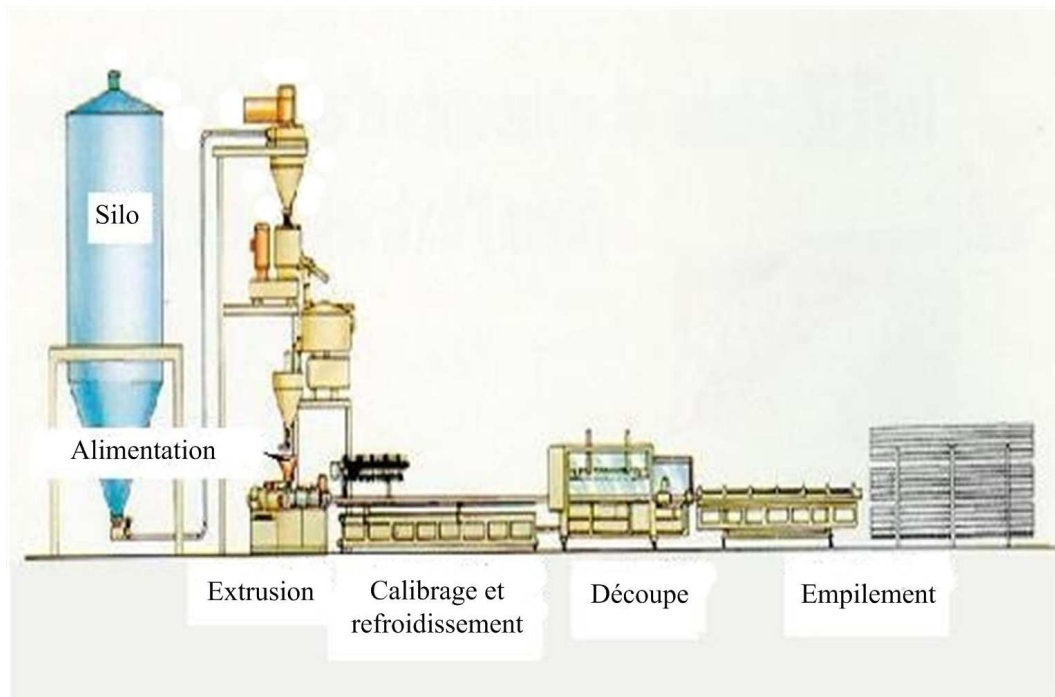 Silo
Alimentation
Extrusion
Calibrage et
refroidissement
Découpe
Empilement